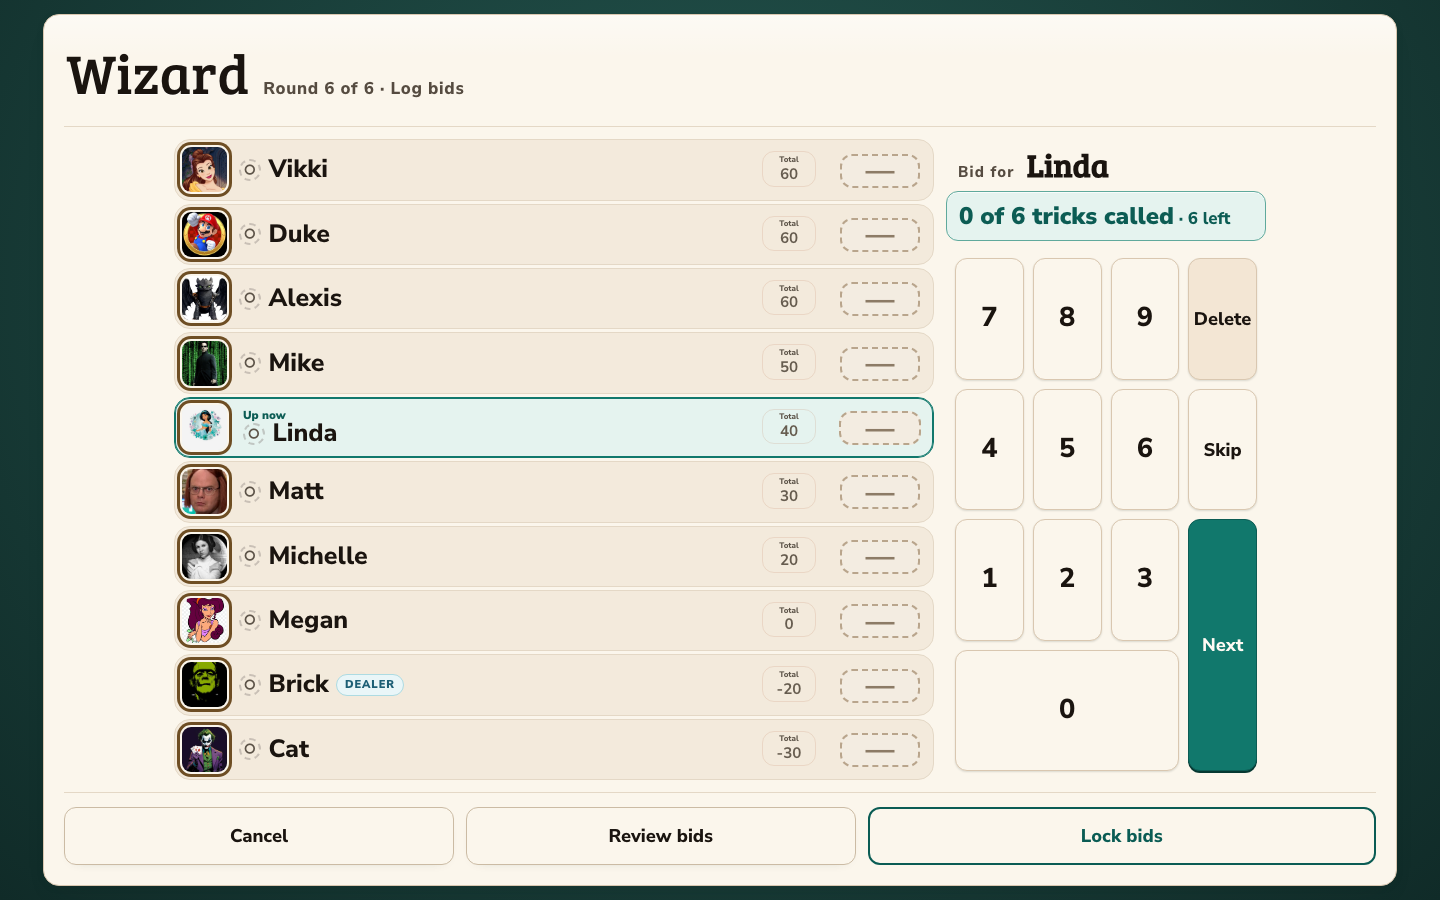 Wizard Round 6 of 6 · Log bids
Vikki Total 60 —
Duke Total 60 —
Alexis Total 60 —
Mike Total 50 —
Up now
Linda Total 40 —
Matt Total 30 —
Michelle Total 20 —
Megan Total 0 —
Brick DEALER Total -20 —
Cat Total -30 —
Bid for Linda
0 of 6 tricks called · 6 left
7 8 9 Delete
4 5 6 Skip
1 2 3 Next
0
Cancel Review bids Lock bids